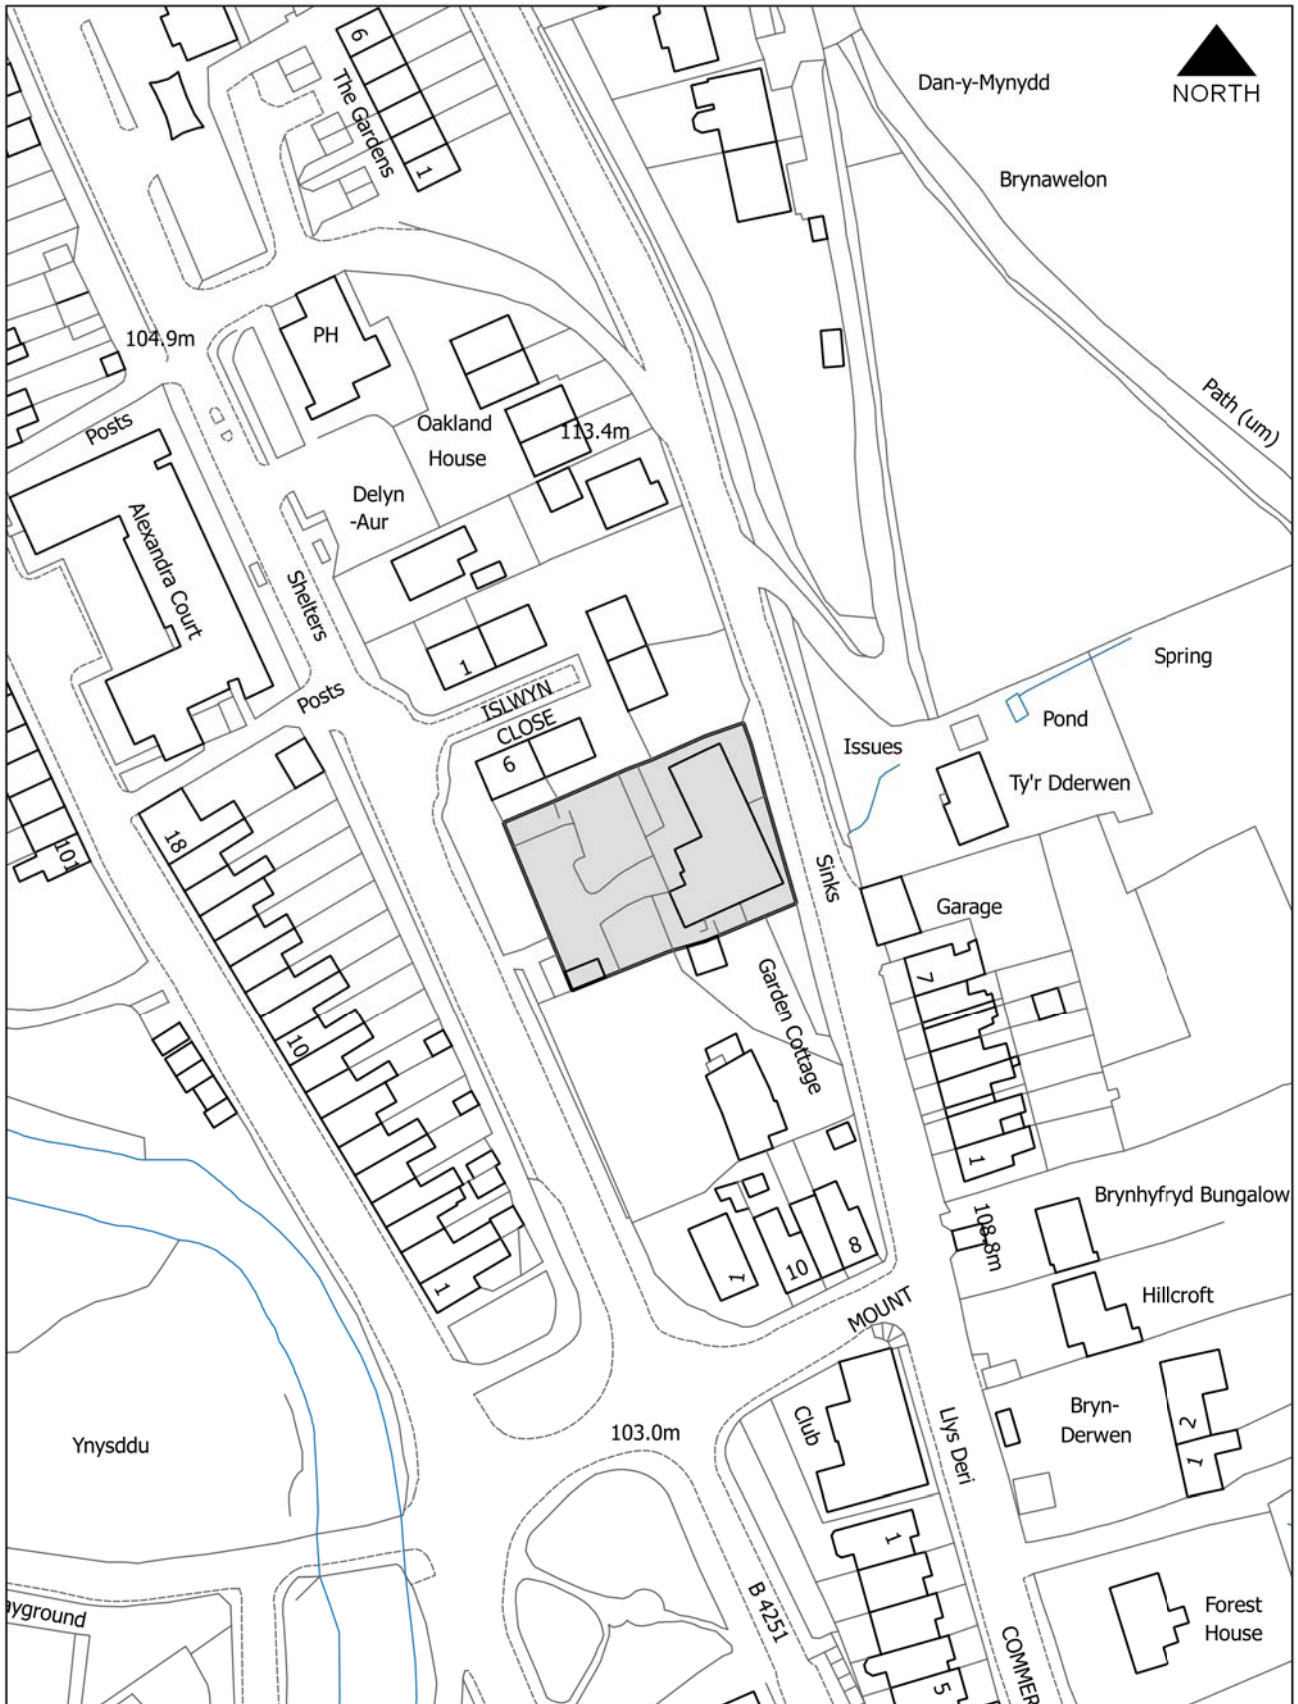 6
The Gardens
1
Dan-y-Mynydd
NORTH
Brynawelon
104.9m
PH
Path (um)
Posts
Oakland
House
113.4m
Delyn
-Aur
Alexandra Court
Shelters
1
Posts
ISLWYN
CLOSE
6
Spring
Pond
Issues
Ty'r Dderwen
18
101
Sinks
Garage
7
Garden Cottage
10
1
Brynhyfryd Bungalow
108.8m
8
10
1
1
Hillcroft
MOUNT
Club
Llys Deri
Bryn-
Derwen
2
1
Ynysddu
103.0m
1
B 4251
ayground
Forest
House
COMMER
5